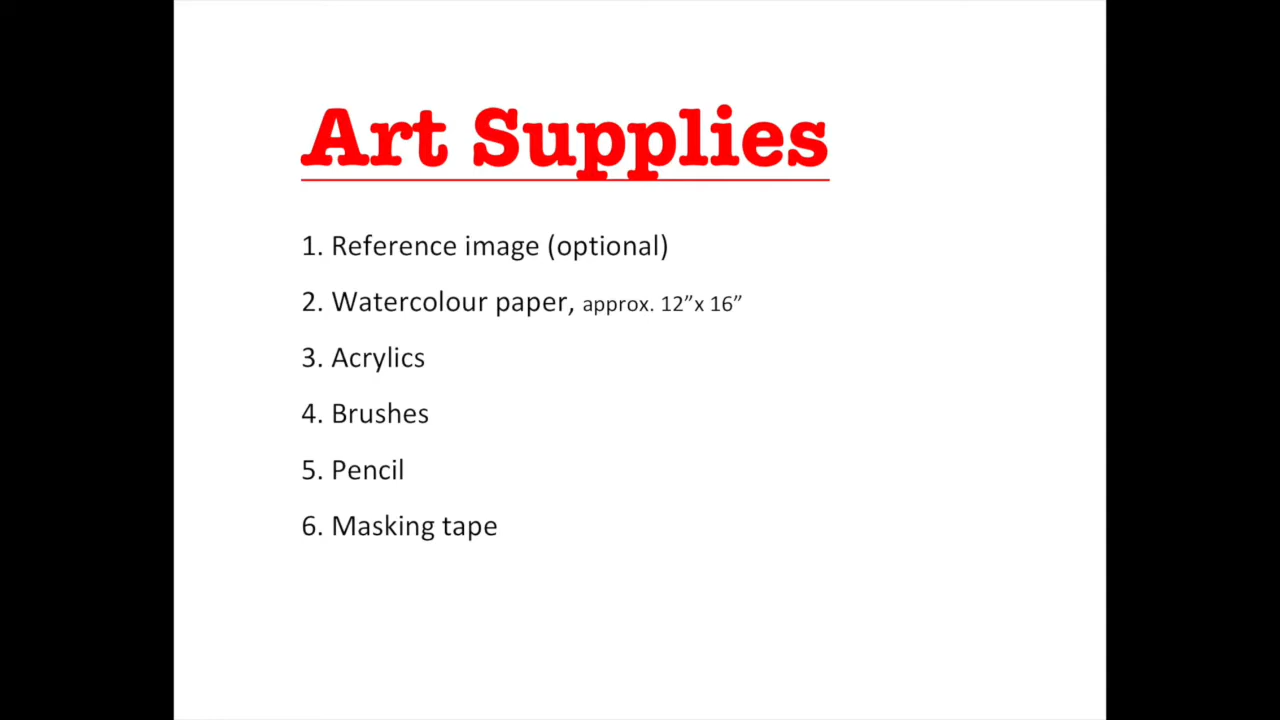 Art Supplies
1. Reference image (optional)
2. Watercolour paper, approx. 12”x 16”
3. Acrylics
4. Brushes
5. Pencil
6. Masking tape